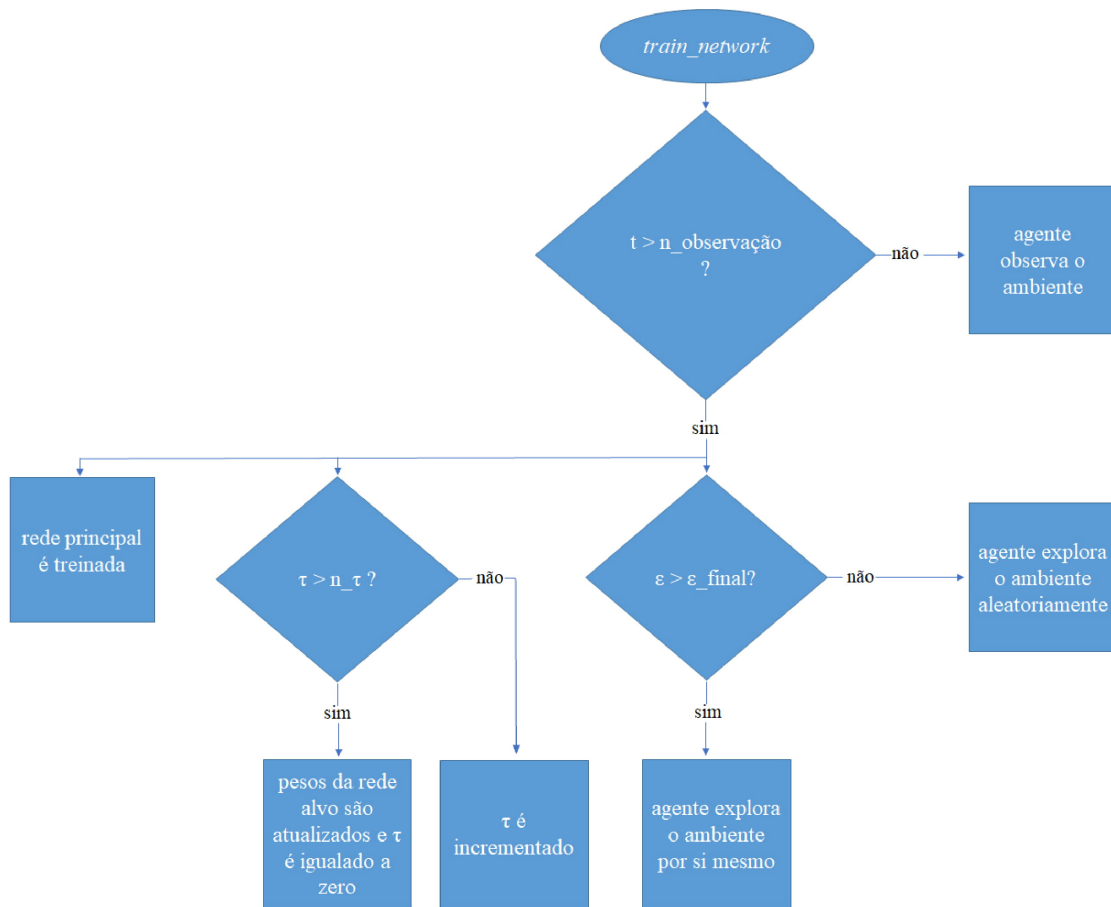 train_network
t > n_observação
?
não
agente
observa o
ambiente
sim
rede principal
é treinada
τ > n_τ ?
não
ε > ε_final?
não
agente explora
o ambiente
aleatoriamente
sim
sim
pesos da rede
alvo são
atualizados e τ
é igualado a
zero
τ é
incrementado
agente explora
o ambiente
por si mesmo